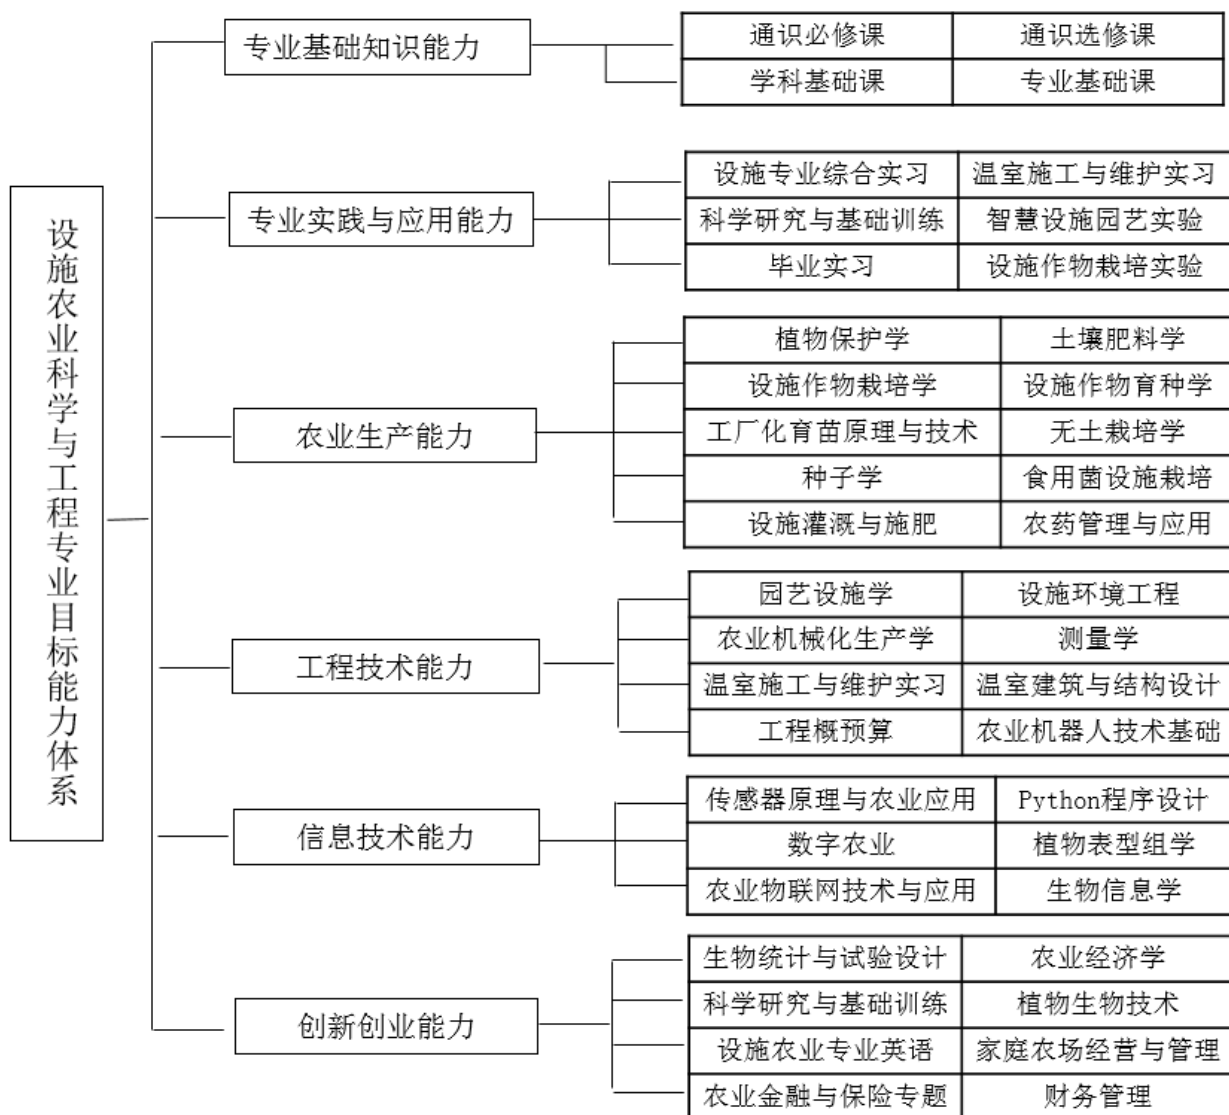 设施农业科学与工程专业目标能力体系
专业基础知识能力
通识必修课 通识选修课
学科基础课 专业基础课
专业实践与应用能力
设施专业综合实习 温室施工与维护实习
科学研究与基础训练 智慧设施园艺实验
毕业实习 设施作物栽培实验
农业生产能力
植物保护学 土壤肥料学
设施作物栽培学 设施作物育种学
工厂化育苗原理与技术 无土栽培学
种子学 食用菌设施栽培
设施灌溉与施肥 农药管理与应用
工程技术能力
园艺设施学 设施环境工程
农业机械化生产学 测量学
温室施工与维护实习 温室建筑与结构设计
工程概预算 农业机器人技术基础
信息技术能力
传感器原理与农业应用 Python程序设计
数字农业 植物表型组学
农业物联网技术与应用 生物信息学
创新创业能力
生物统计与试验设计 农业经济学
科学研究与基础训练 植物生物技术
设施农业专业英语 家庭农场经营与管理
农业金融与保险专题 财务管理